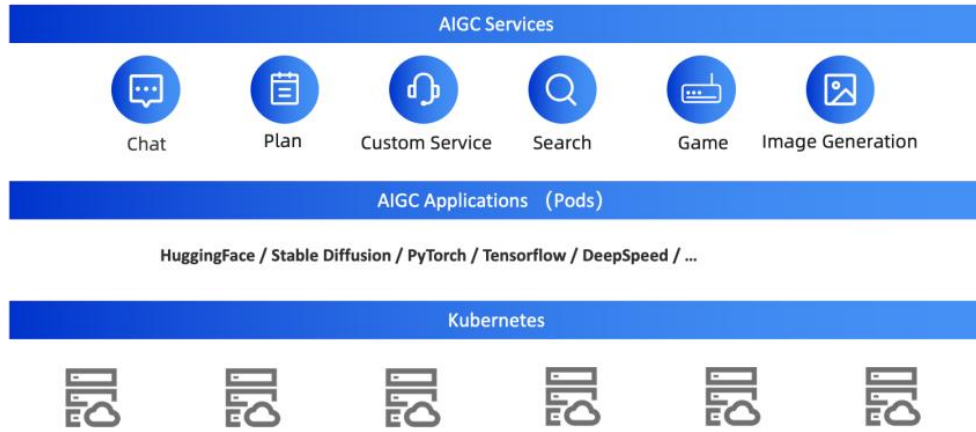 AIGC Services
Chat
Plan
Custom Service
Search
Game
Image Generation
AIGC Applications （Pods）
HuggingFace / Stable Diffusion / PyTorch / Tensorflow / DeepSpeed / ...
Kubernetes